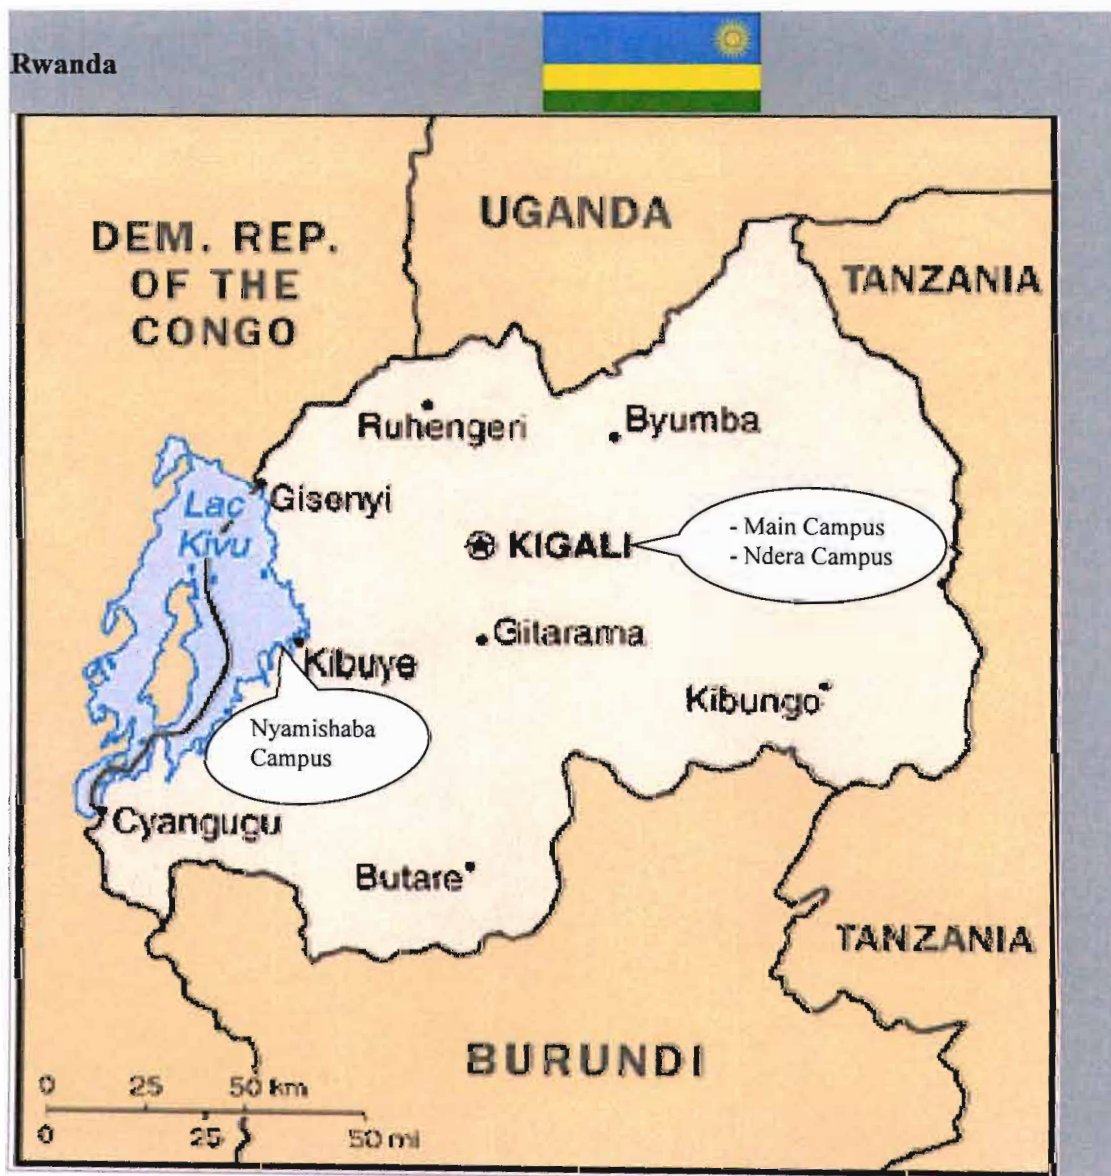 Rwanda
UGANDA
DEM. REP.
OF THE
CONGO
TANZANIA
Ruhengeri
Byumba
Lac
Kivu
Gisenyi
KIGALI
- Main Campus
- Ndera Campus
Gitarama
Kibuye
Kibungo
Nyamishaba
Campus
Cyangugu
Butare
TANZANIA
BURUNDI
0 25 50 km
0 25 50 mi